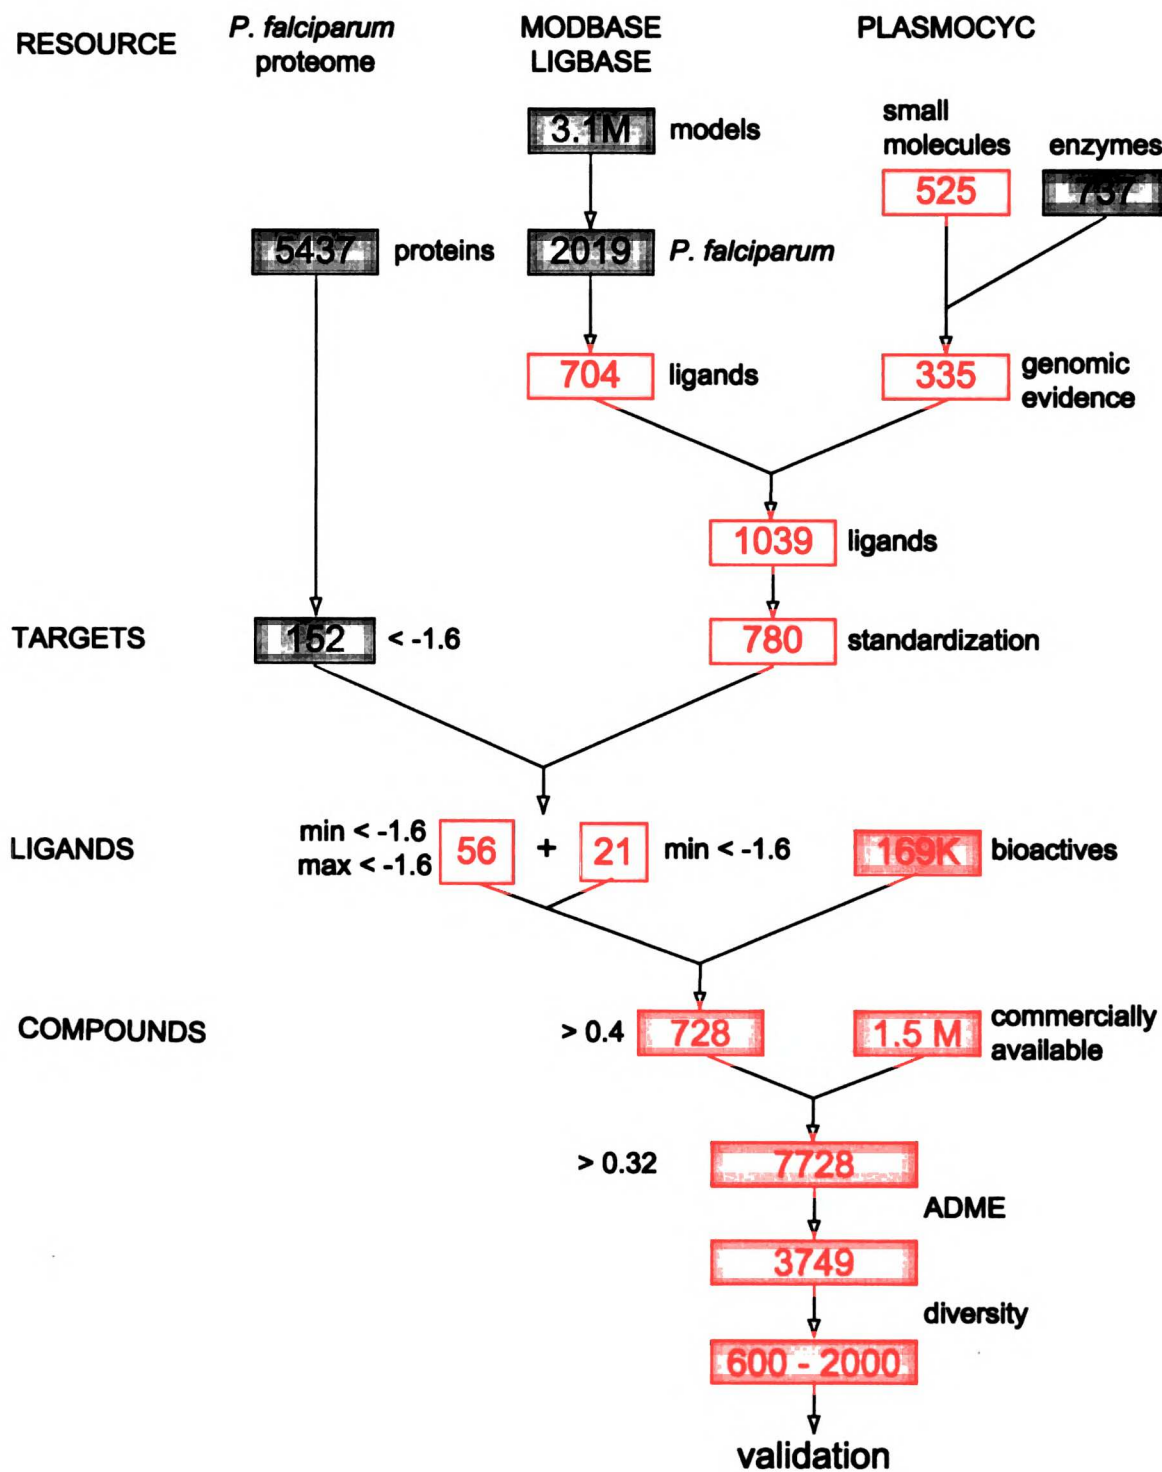 RESOURCE
P. falciparum
proteome
MODBASE
LIGBASE
PLASMOCYC
3.1M
models
small
molecules
enzymes
525
737
5437
proteins
2019
P. falciparum
704
ligands
335
genomic
evidence
1039
ligands
TARGETS
152
< -1.6
780
standardization
LIGANDS
min < -1.6
max < -1.6
56
+
21
min < -1.6
169K
bioactives
COMPOUNDS
> 0.4
728
1.5 M
commercially
available
> 0.32
7728
ADME
3749
diversity
600 - 2000
validation